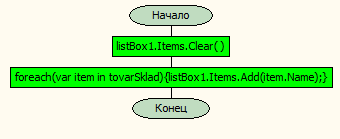 Начало
listBox1.Items.Clear( )
foreach(var item in tovarSklad){listBox1.Items.Add(item.Name);}
Конец